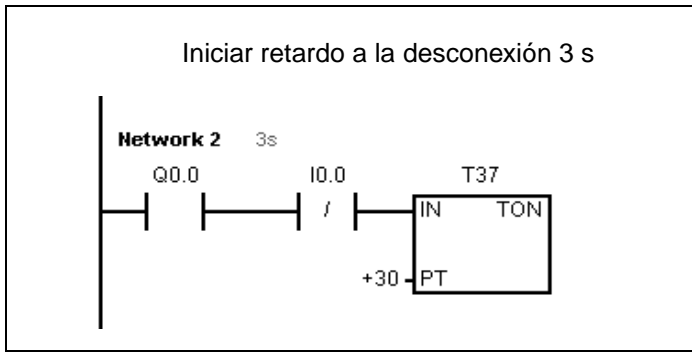 Iniciar retardo a la desconexión 3 s
Network 2 3s
Q0.0 I0.0 T37
/ IN TON
+30 PT